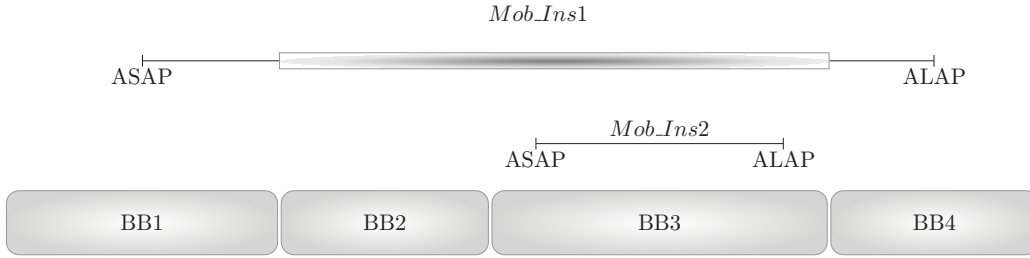 Mob_Ins1
ASAP ALAP
Mob_Ins2
ASAP ALAP
BB1 BB2 BB3 BB4